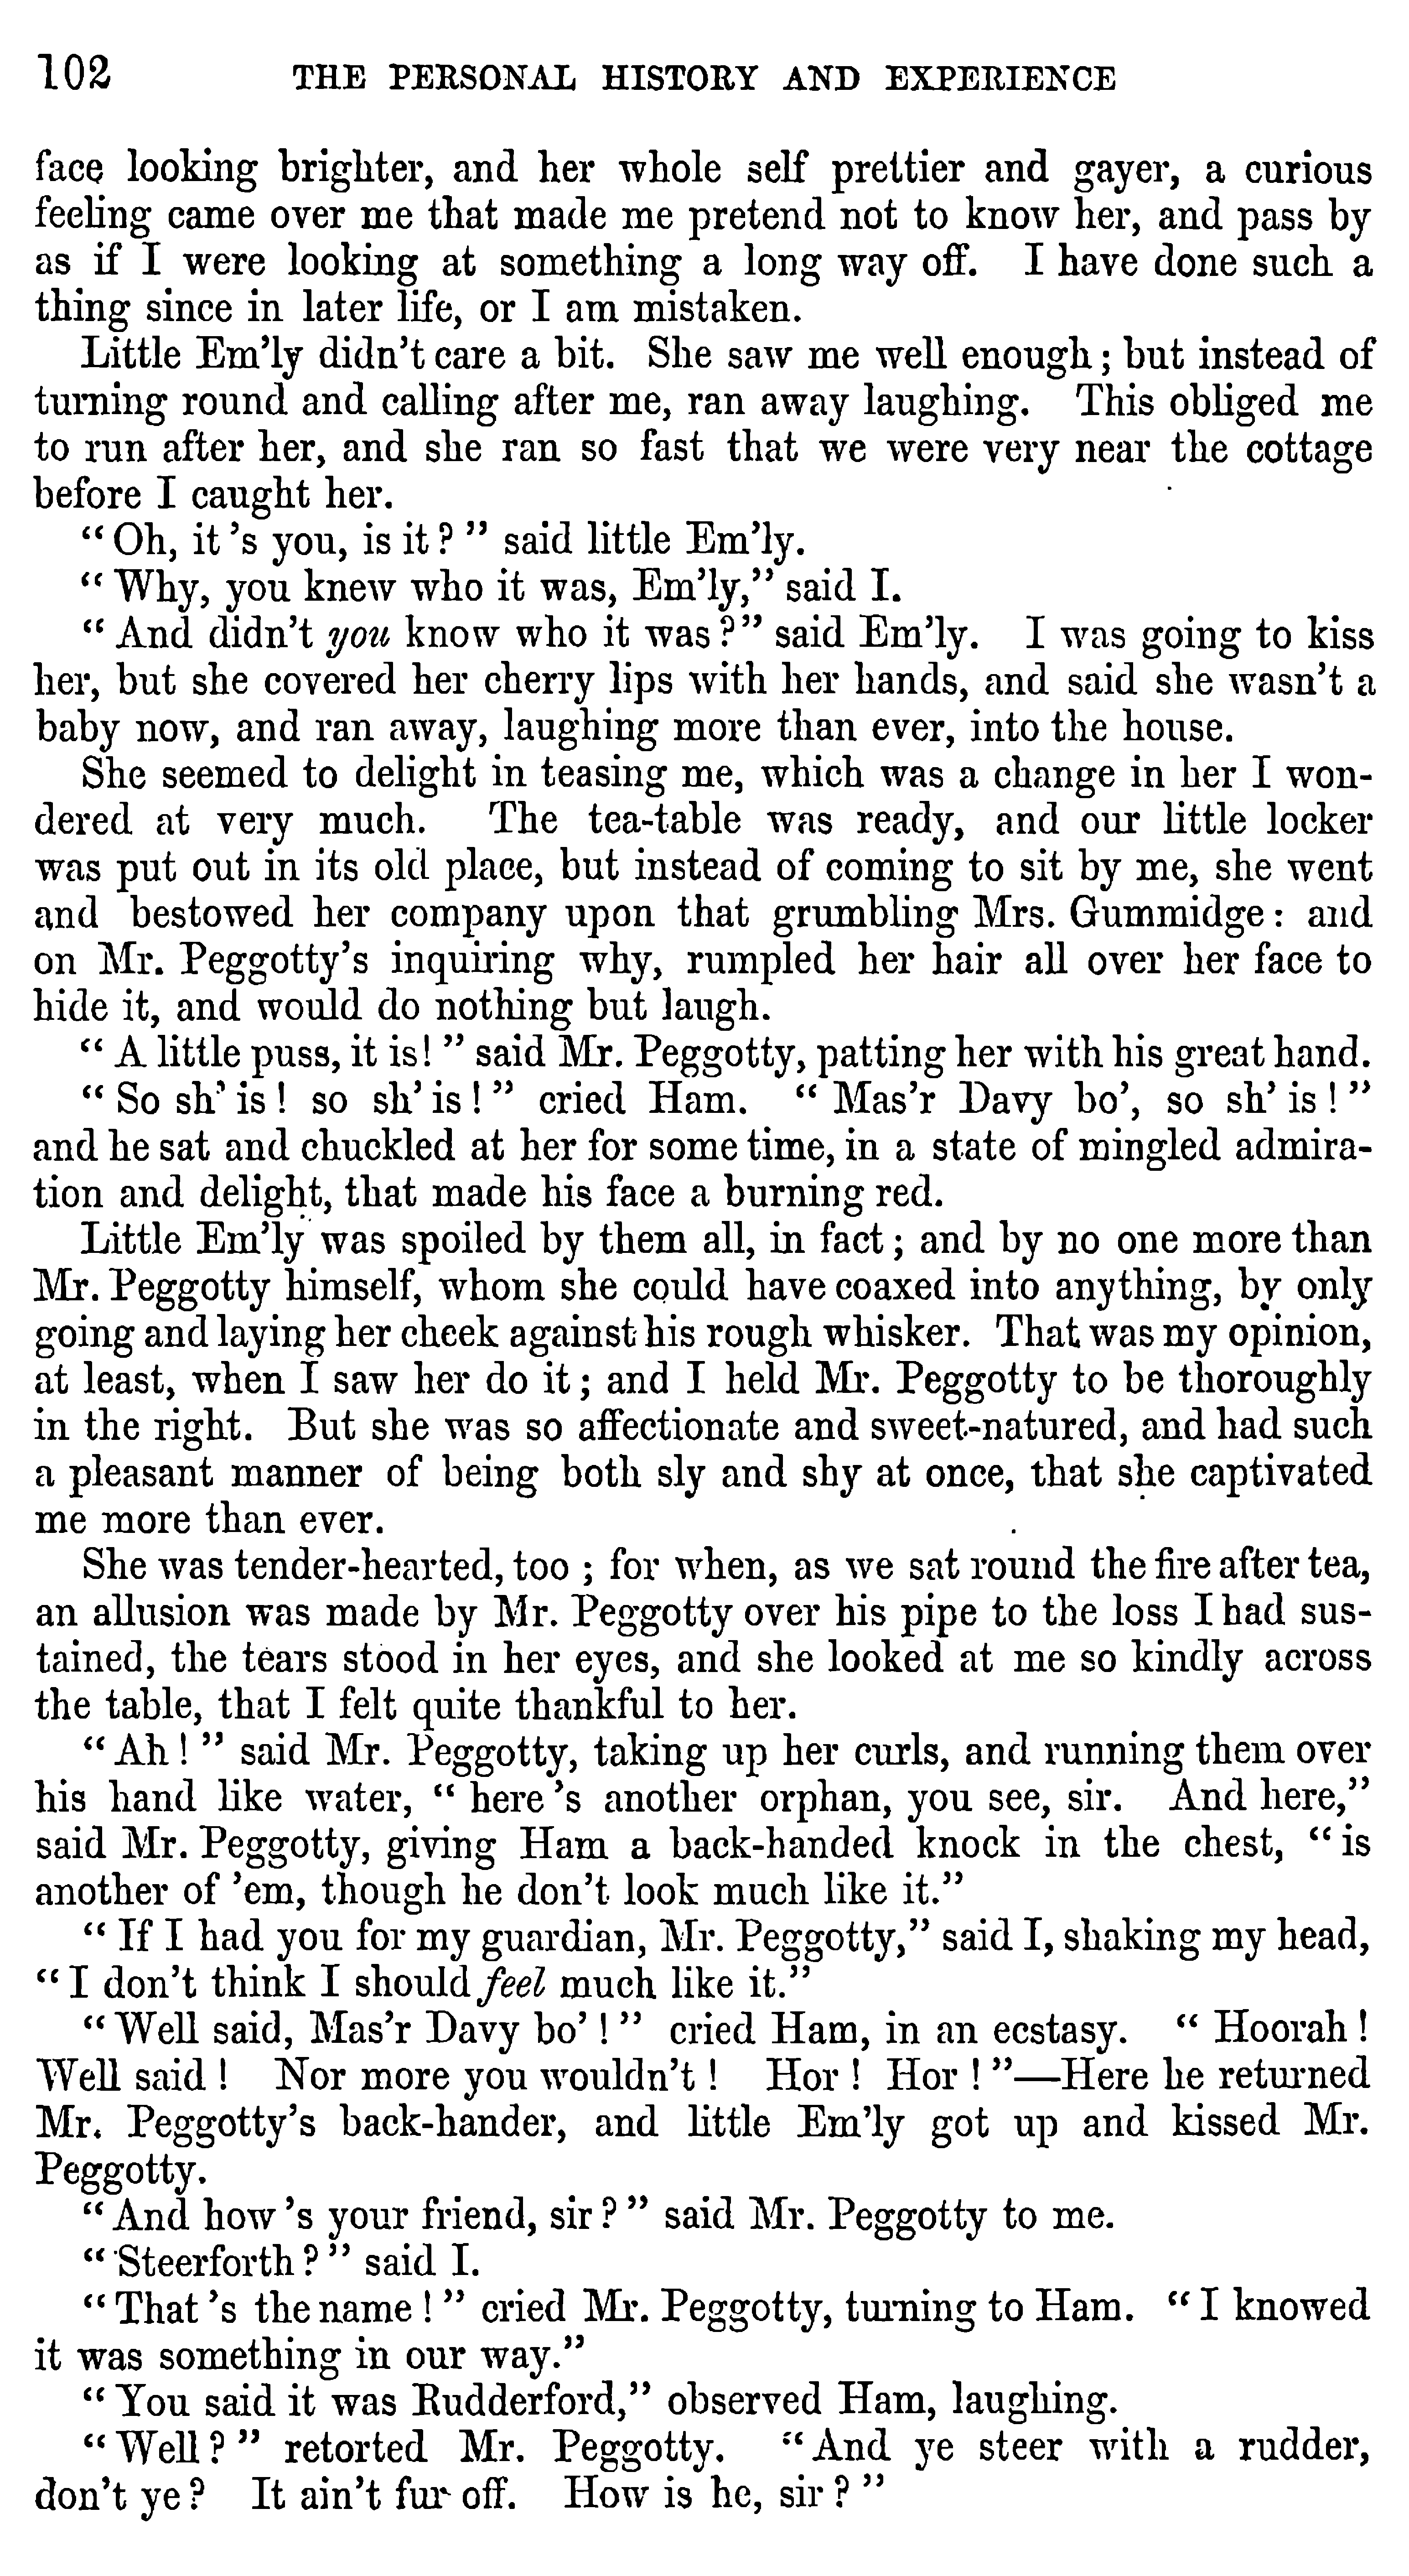 102 THE PERSONAL HISTORY AND EXPERIENCE
face looking brighter, and her whole self prettier and gayer, a curious
feeling came over me that made me pretend not to know her, and pass by
as if I were looking at something a long way off. I have done such a
thing since in later life, or I am mistaken.
Little Em’ly didn’t care a bit. She saw me well enough; but instead of
turning round and calling after me, ran away laughing. This obliged me
to run after her, and she ran so fast that we were very near the cottage
before I caught her.
“Oh, it ’s you, is it?” said little Em’ly.
“Why, you knew who it was, Em’ly,” said I.
“And didn’t you know who it was?” said Em’ly. I was going to kiss
her, but she covered her cherry lips with her hands, and said she wasn’t a
baby now, and ran away, laughing more than ever, into the house.
She seemed to delight in teasing me, which was a change in her I won-
dered at very much. The tea-table was ready, and our little locker
was put out in its old place, but instead of coming to sit by me, she went
and bestowed her company upon that grumbling Mrs. Gummidge: and
on Mr. Peggotty’s inquiring why, rumpled her hair all over her face to
hide it, and would do nothing but laugh.
“A little puss, it is!” said Mr. Peggotty, patting her with his great hand.
“So sh’ is! so sh’ is!” cried Ham. “Mas’r Davy bo’, so sh’ is!”
and he sat and chuckled at her for some time, in a state of mingled admira-
tion and delight, that made his face a burning red.
Little Em’ly was spoiled by them all, in fact; and by no one more than
Mr. Peggotty himself, whom she could have coaxed into anything, by only
going and laying her cheek against his rough whisker. That was my opinion,
at least, when I saw her do it; and I held Mr. Peggotty to be thoroughly
in the right. But she was so affectionate and sweet-natured, and had such
a pleasant manner of being both sly and shy at once, that she captivated
me more than ever.
She was tender-hearted, too; for when, as we sat round the fire after tea,
an allusion was made by Mr. Peggotty over his pipe to the loss I had sus-
tained, the tears stood in her eyes, and she looked at me so kindly across
the table, that I felt quite thankful to her.
“Ah!” said Mr. Peggotty, taking up her curls, and running them over
his hand like water, “here ’s another orphan, you see, sir. And here,”
said Mr. Peggotty, giving Ham a back-handed knock in the chest, “is
another of ’em, though he don’t look much like it.”
“If I had you for my guardian, Mr. Peggotty,” said I, shaking my head,
“I don’t think I should feel much like it.”
“Well said, Mas’r Davy bo’!” cried Ham, in an ecstasy. “Hoorah!
Well said! Nor more you wouldn’t! Hor! Hor!”—Here he returned
Mr. Peggotty’s back-hander, and little Em’ly got up and kissed Mr.
Peggotty.
“And how ’s your friend, sir?” said Mr. Peggotty to me.
“Steerforth?” said I.
“That ’s the name!” cried Mr. Peggotty, turning to Ham. “I knowed
it was something in our way.”
“You said it was Rudderford,” observed Ham, laughing.
“Well?” retorted Mr. Peggotty. “And ye steer with a rudder,
don’t ye? It ain’t fur off. How is he, sir?”